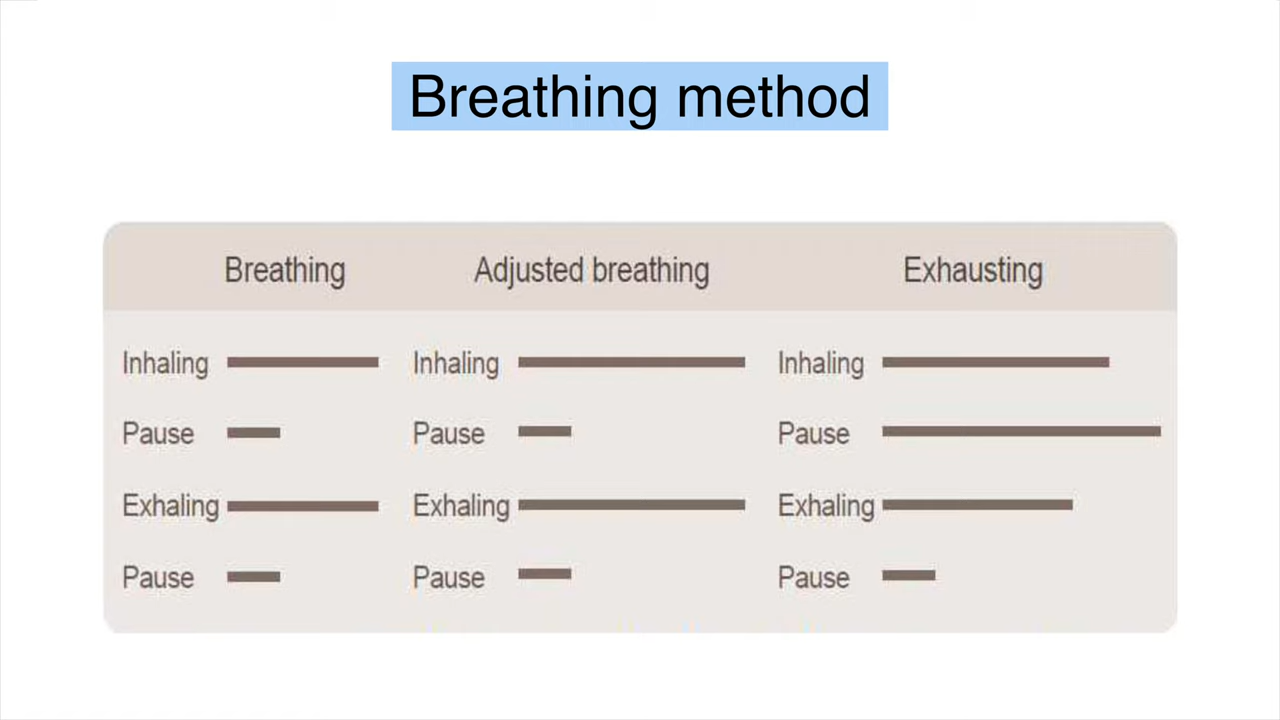 Breathing method
Breathing Adjusted breathing Exhausting
Inhaling Inhaling Inhaling
Pause Pause Pause
Exhaling Exhaling Exhaling
Pause Pause Pause